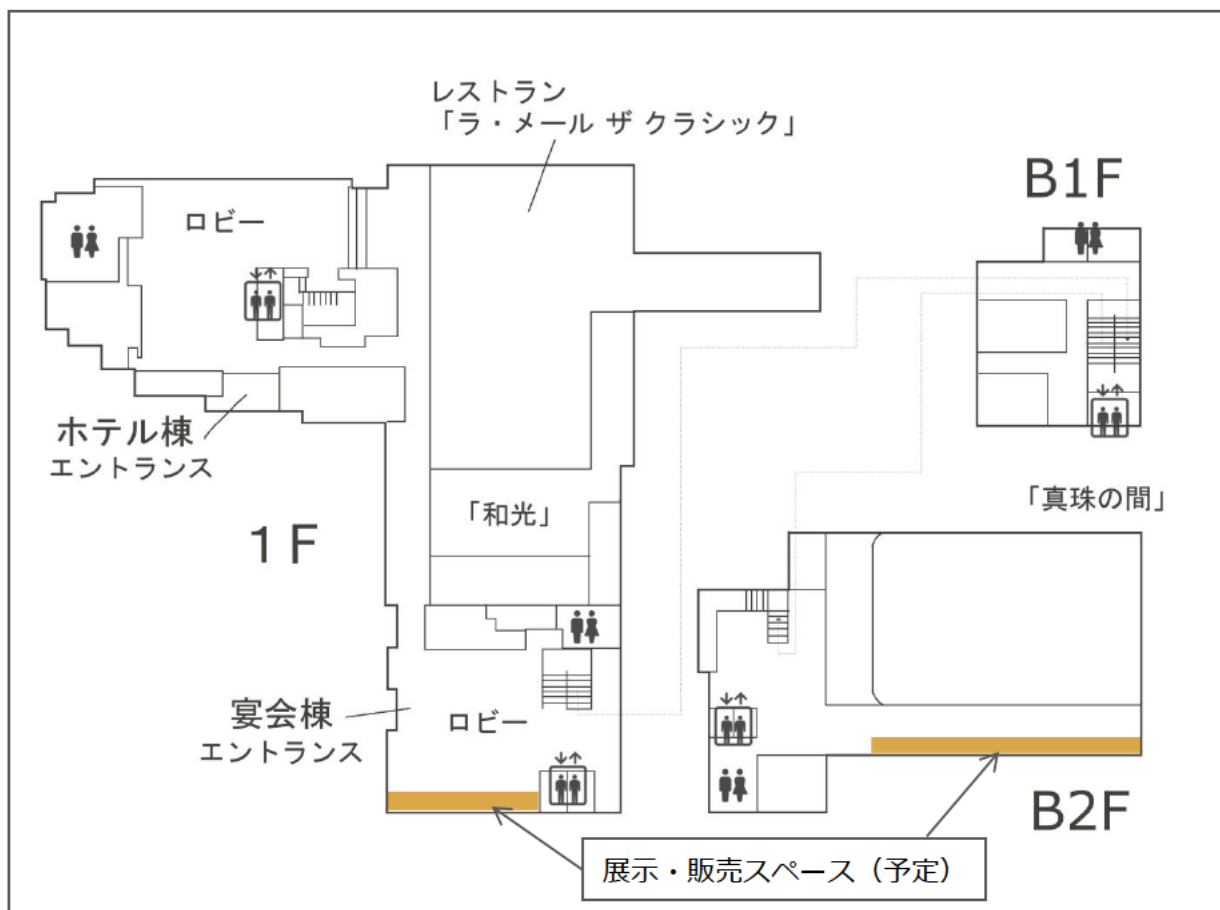 レストラン
「ラ・メール ザ クラシック」
B1F
ロビー
ホテル棟
エントランス
「真珠の間」
「和光」
１F
宴会棟
エントランス
ロビー
B2F
展示・販売スペース（予定）